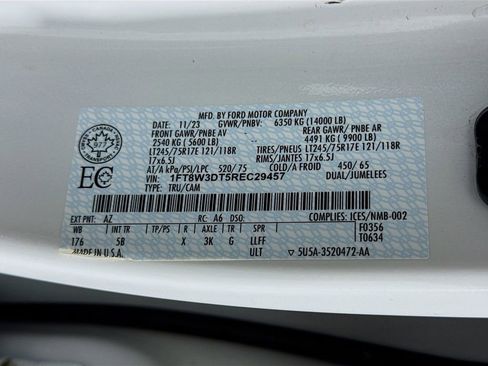 MFD. BY FORD MOTOR COMPANY
DATE: 11/23 GVWR/PNBV: 6350 KG (14000 LB)
FRONT GAWR/PNBE AV REAR GAWR/PNBE AR
2540 KG ( 5600 LB) 4491 KG ( 9900 LB)
LT245/75R17E 121/118R TIRES/PNEUS LT245/75R17E 121/118R
17x6.5J RIMS/JANTES 17x6.5J
AT/A kPa/PSI/LPC 520/75 COLD/A FROID 450/65
VIN: 1FT8W3DT5REC29457 DUAL/JUMELEES
TYPE: TRU/CAM
CANADA
977
TRANSPORT
EC
EXT PNT: AZ RC: A6 DSO: COMPLIES: ICES/NMB-002
WB INT TR TP/PS R AXLE TR SPR F0356
176 5B X 3K G LLFF T0634
MADE IN U.S.A. ULT ▽ 5U5A-3520472-AA